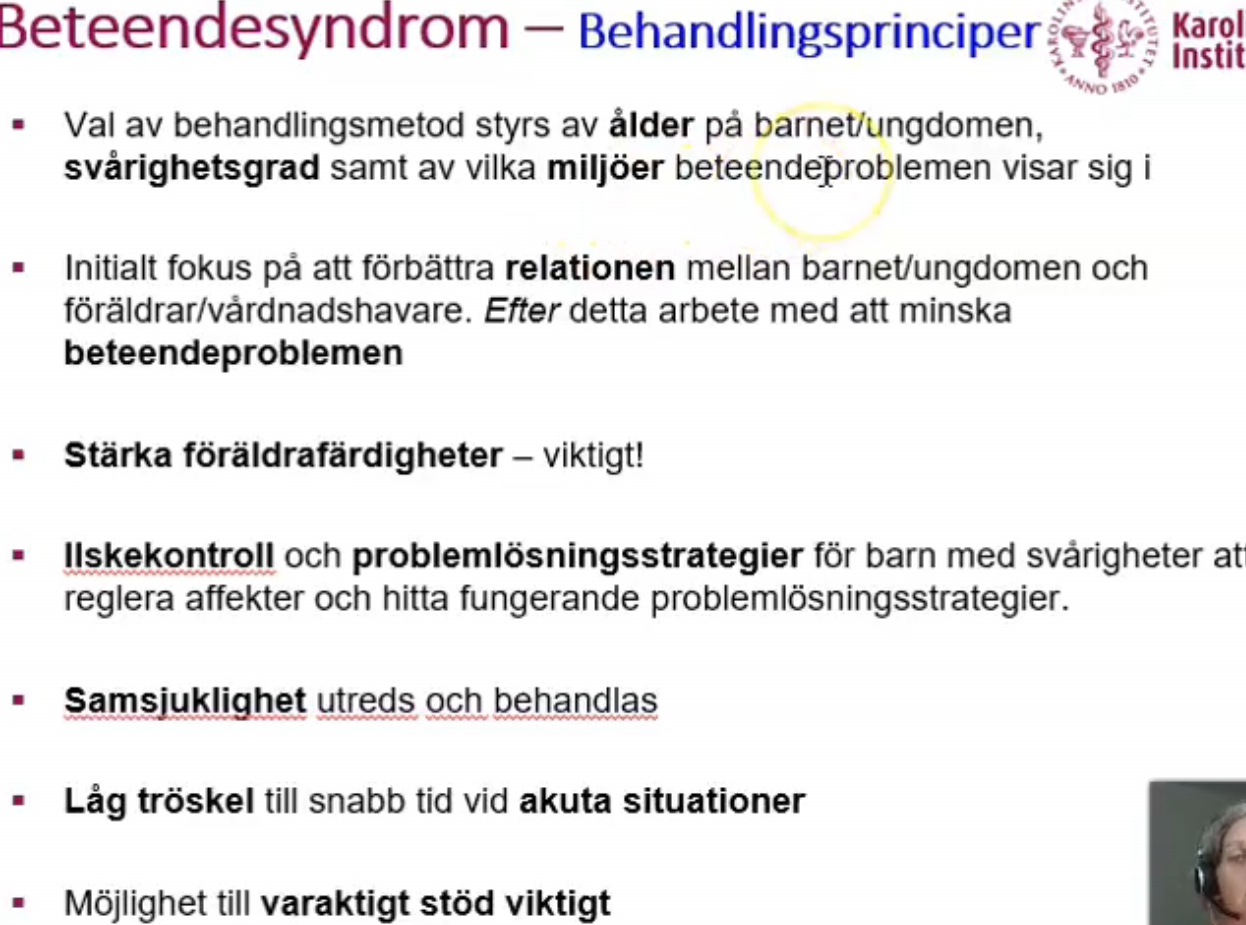 Beteendesyndrom – Behandlingsprinciper
Karol
Instit
ANNO 1810
▪ Val av behandlingsmetod styrs av ålder på barnet/ungdomen,
svårighetsgrad samt av vilka miljöer beteendeproblemen visar sig i
▪ Initialt fokus på att förbättra relationen mellan barnet/ungdomen och
föräldrar/vårdnadshavare. Efter detta arbete med att minska
beteendeproblemen
▪ Stärka föräldrafärdigheter – viktigt!
▪ Ilskekontroll och problemlösningsstrategier för barn med svårigheter att
reglera affekter och hitta fungerande problemlösningsstrategier.
▪ Samsjuklighet utreds och behandlas
▪ Låg tröskel till snabb tid vid akuta situationer
▪ Möjlighet till varaktigt stöd viktigt